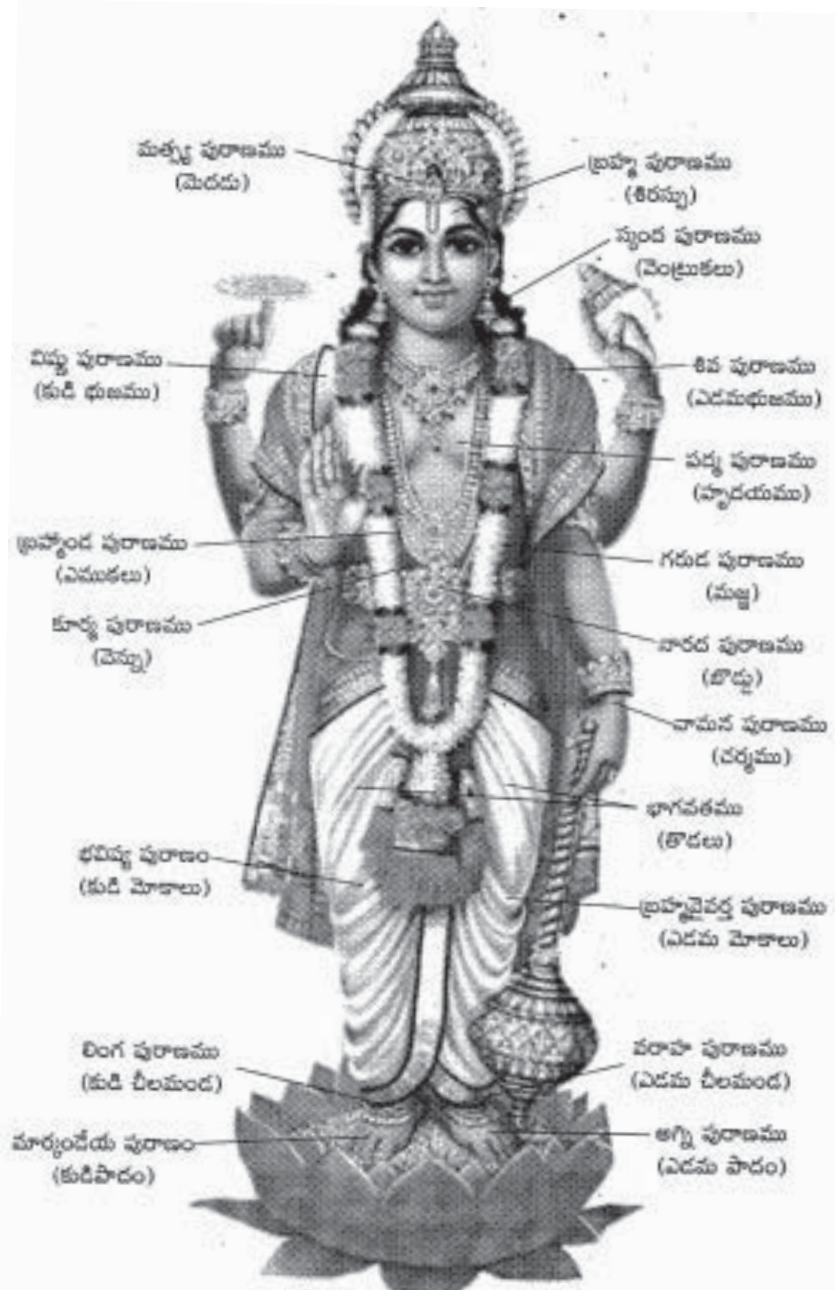 మత్స్య పురాణము
(మెదడు)
బ్రహ్మ పురాణము
(శిరస్సు)
స్కంద పురాణము
(వెంట్రుకలు)
విష్ణు పురాణము
(కుడి భుజము)
శివ పురాణము
(ఎడమభుజము)
పద్మ పురాణము
(హృదయము)
బ్రహ్మాండ పురాణము
(ఎముకలు)
గరుడ పురాణము
(మజ్జ)
కూర్మ పురాణము
(వెన్ను)
నారద పురాణము
(బొడ్డు)
వామన పురాణము
(చర్మము)
భాగవతము
(తొడలు)
భవిష్య పురాణం
(కుడి మోకాలు)
బ్రహ్మవైవర్త పురాణము
(ఎడమ మోకాలు)
లింగ పురాణము
(కుడి చీలమండ)
వరాహ పురాణము
(ఎడమ చీలమండ)
మార్కండేయ పురాణం
(కుడిపాదం)
అగ్ని పురాణము
(ఎడమ పాదం)